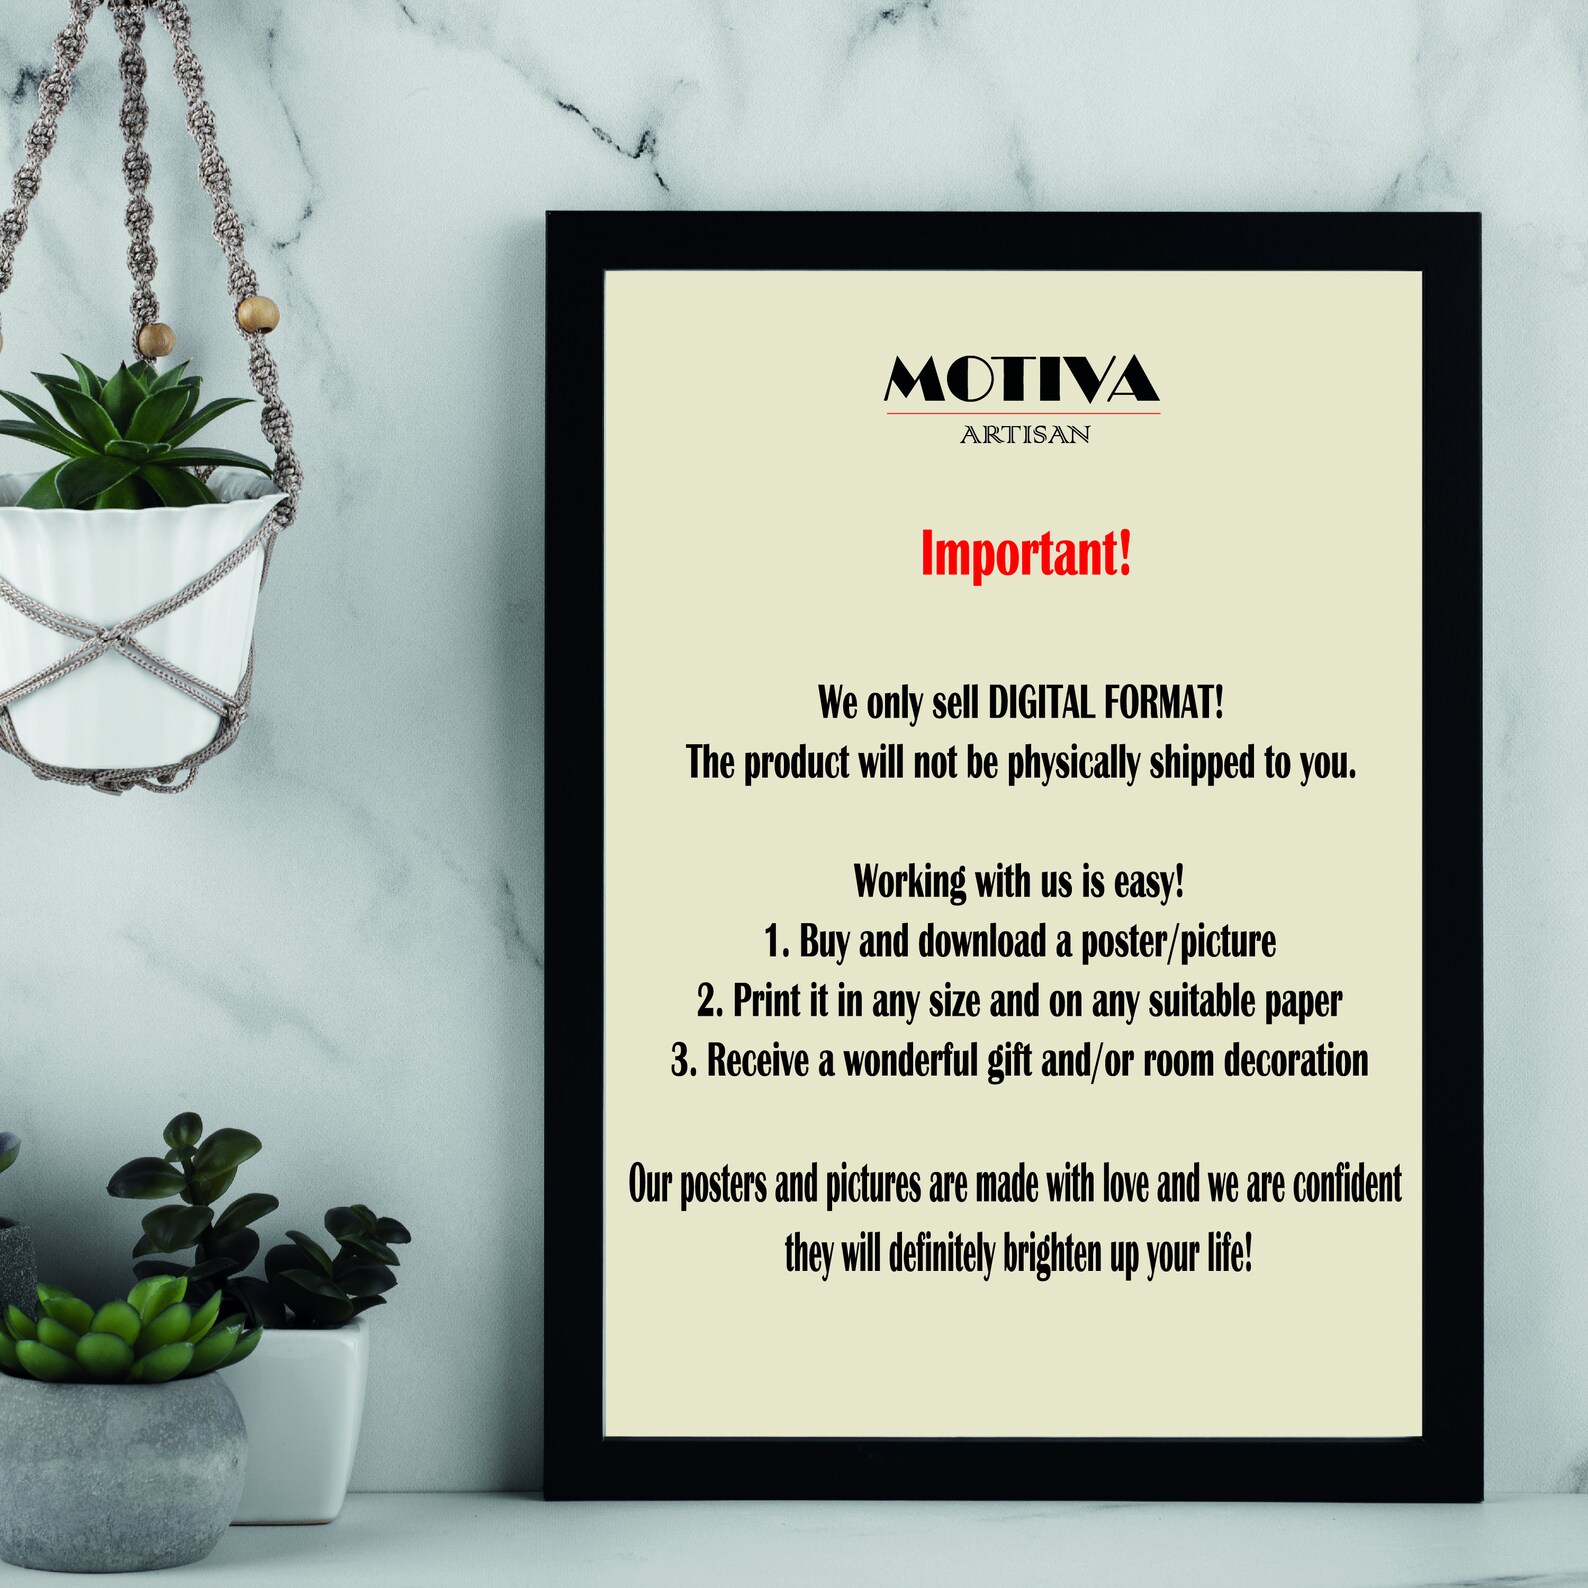 MOTIVA
ARTISAN
Important!
We only sell DIGITAL FORMAT!
The product will not be physically shipped to you.
Working with us is easy!
1. Buy and download a poster/picture
2. Print it in any size and on any suitable paper
3. Receive a wonderful gift and/or room decoration
Our posters and pictures are made with love and we are confident
they will definitely brighten up your life!